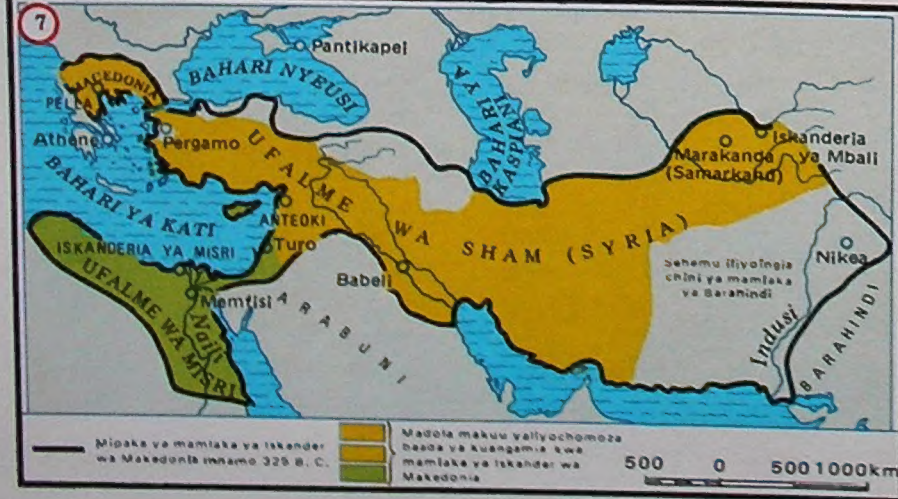 7
Pantikapei
BAHARI NYEUSI
BAHARI YA
KASPIANI
MACEDONIA
PELLA
Athene
Pergamo
Iskanderia
ya Mbali
Marakanda
(Samarkand)
UFALME WA SHAM (SYRIA)
BAHARI YA KATI
ANTEOKI
Turo
ISKANDERIA YA MISRI
UFALME WA MISRI
Memfisi
Naili
Babeli
ARABUNI
Sehemu iliyoingia
chini ya mamlaka
ya Barahindi
Nikea
Indusi
BARAHINDI
Mipaka ya mamlaka ya Iskander
wa Makedonia mnamo 325 B. C.
Madola makuu yaliyochomoza
baada ya kuangamia kwa
mamlaka ya Iskander wa
Makedonia
500 0 500 1000km